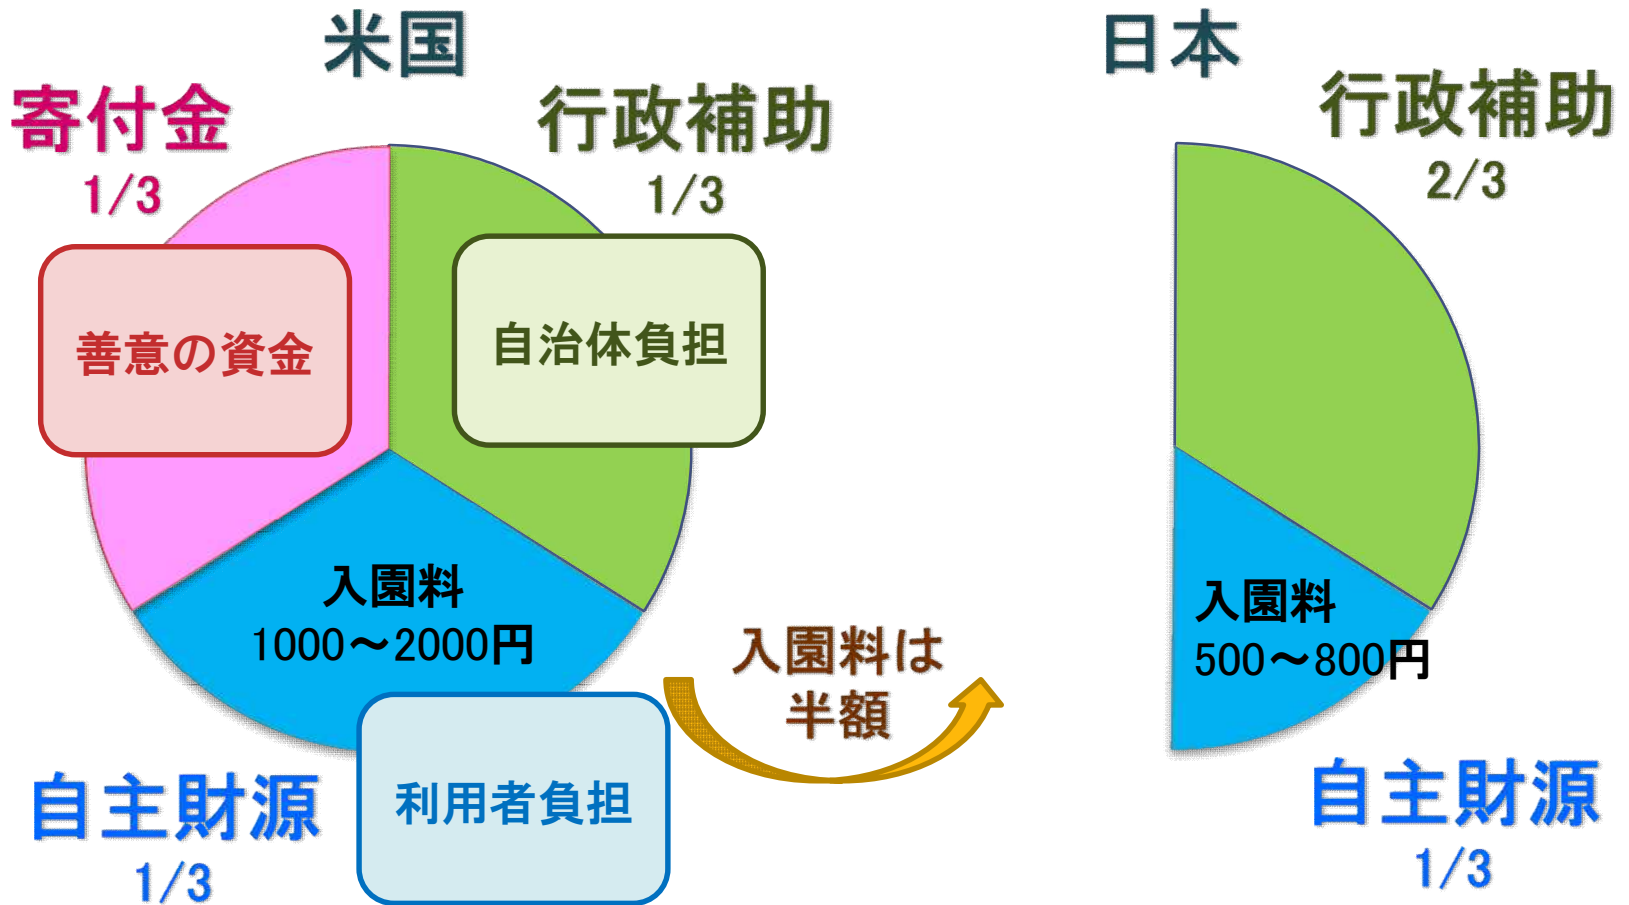 米国
寄付金
1/3
行政補助
1/3
善意の資金
自治体負担
入園料
1000～2000円
利用者負担
自主財源
1/3
入園料は
半額
日本
行政補助
2/3
入園料
500～800円
自主財源
1/3